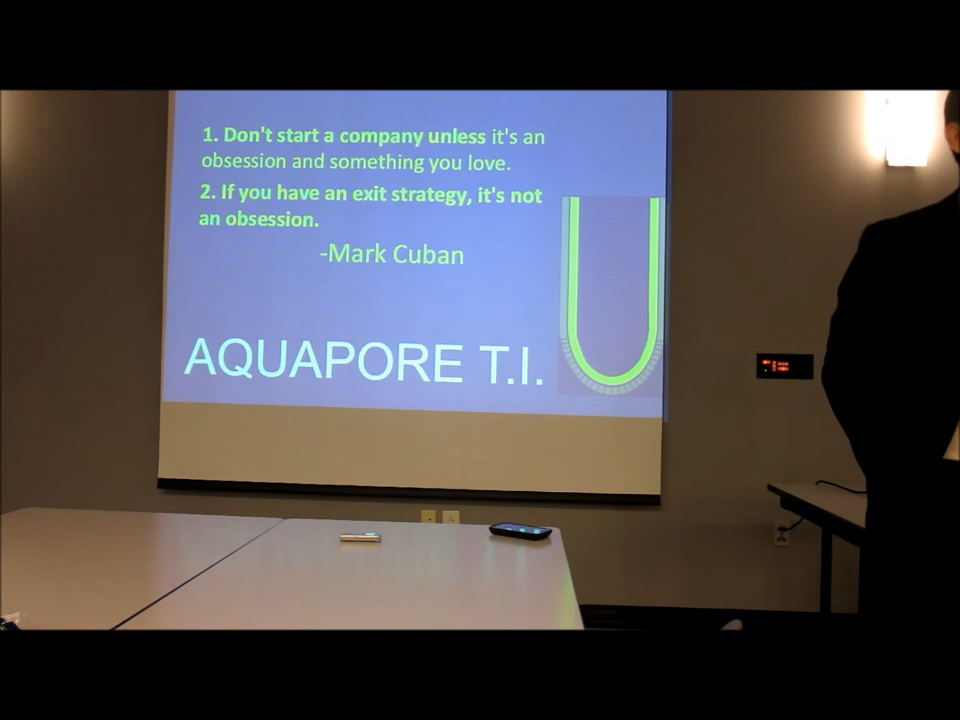 1. Don't start a company unless it's an
obsession and something you love.
2. If you have an exit strategy, it's not
an obsession.
-Mark Cuban
AQUAPORE T.I.